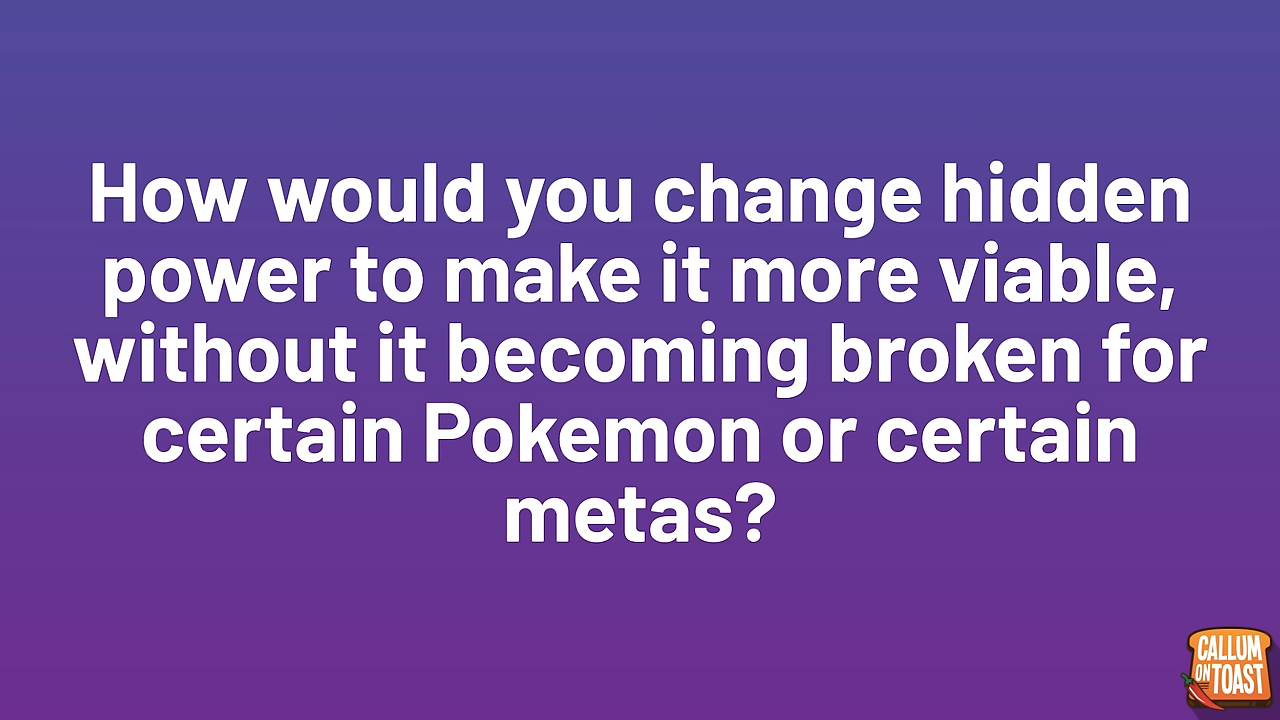 How would you change hidden
power to make it more viable,
without it becoming broken for
certain Pokemon or certain
metas?
CALLUM
ON TOAST